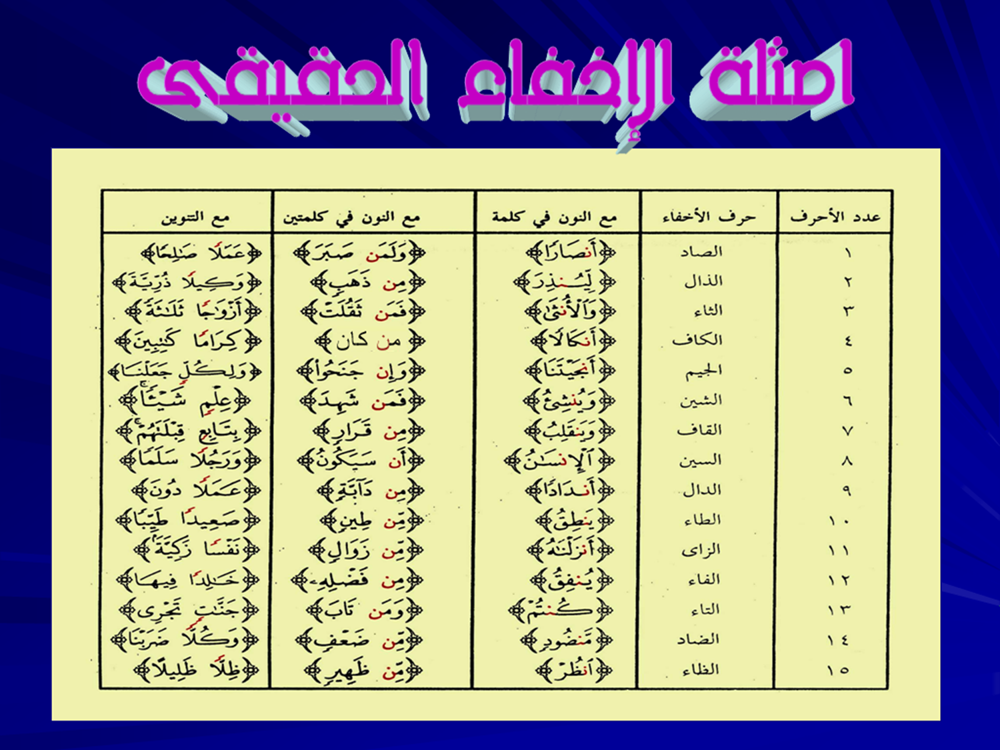 امثلة الإخفاء الحقيقى
عدد الأحرف حرف الأخفاء مع النون في كلمة مع النون في كلمتين مع التنوين
١ الصاد ﴿أَنصَارًا﴾ ﴿وَلَمَن صَبَرَ﴾ ﴿عَمَلًا صَٰلِحًا﴾
٢ الذال ﴿لِّيُنذِرَ﴾ ﴿مِن ذَهَبٍ﴾ ﴿وَكِيلًا ذُرِّيَّةَ﴾
٣ الثاء ﴿وَٱلْأُنثَىٰ﴾ ﴿فَمَن ثَقُلَتْ﴾ ﴿أَزْوَٰجًا ثَلَٰثَةً﴾
٤ الكاف ﴿أَنكَالًا﴾ ﴿من كان﴾ ﴿كِرَامًا كَٰتِبِينَ﴾
٥ الجيم ﴿أَنجَيْتَنَا﴾ ﴿وَإِن جَنَحُوا۟﴾ ﴿وَلِكُلٍّ جَعَلْنَا﴾
٦ الشين ﴿وَيُنشِئُ﴾ ﴿فَمَن شَهِدَ﴾ ﴿عِلْمٍ شَيْـًٔاۚ﴾
٧ القاف ﴿وَيَنقَلِبُ﴾ ﴿مِن قَرَارٍ﴾ ﴿بِتَابِعٍ قِبْلَتَهُمْۚ﴾
٨ السين ﴿ٱلْإِنسَٰنُ﴾ ﴿أَن سَيَكُونُ﴾ ﴿وَرَجُلًا سَلَمًا﴾
٩ الدال ﴿أَندَادًا﴾ ﴿مِن دَآبَّةٍ﴾ ﴿عَمَلًا دُونَ﴾
١٠ الطاء ﴿يَنطِقُ﴾ ﴿مِّن طِينٍ﴾ ﴿صَعِيدًا طَيِّبًا﴾
١١ الزاى ﴿أَنزَلْنَٰهُ﴾ ﴿مِّن زَوَالٍ﴾ ﴿نَفْسًا زَكِيَّةًۢ﴾
١٢ الفاء ﴿يُنفِقُ﴾ ﴿مِن فَضْلِهِۦ﴾ ﴿خَٰلِدًا فِيهَا﴾
١٣ التاء ﴿كُنتُمْ﴾ ﴿وَمَن تَابَ﴾ ﴿جَنَّٰتٍ تَجْرِى﴾
١٤ الضاد ﴿مَّنضُودٍ﴾ ﴿مِّن ضَعْفٍ﴾ ﴿وَكُلًّا ضَرَبْنَا﴾
١٥ الظاء ﴿ٱنظُرْ﴾ ﴿مِّن ظَهِيرٍ﴾ ﴿ظِلًّا ظَلِيلًا﴾